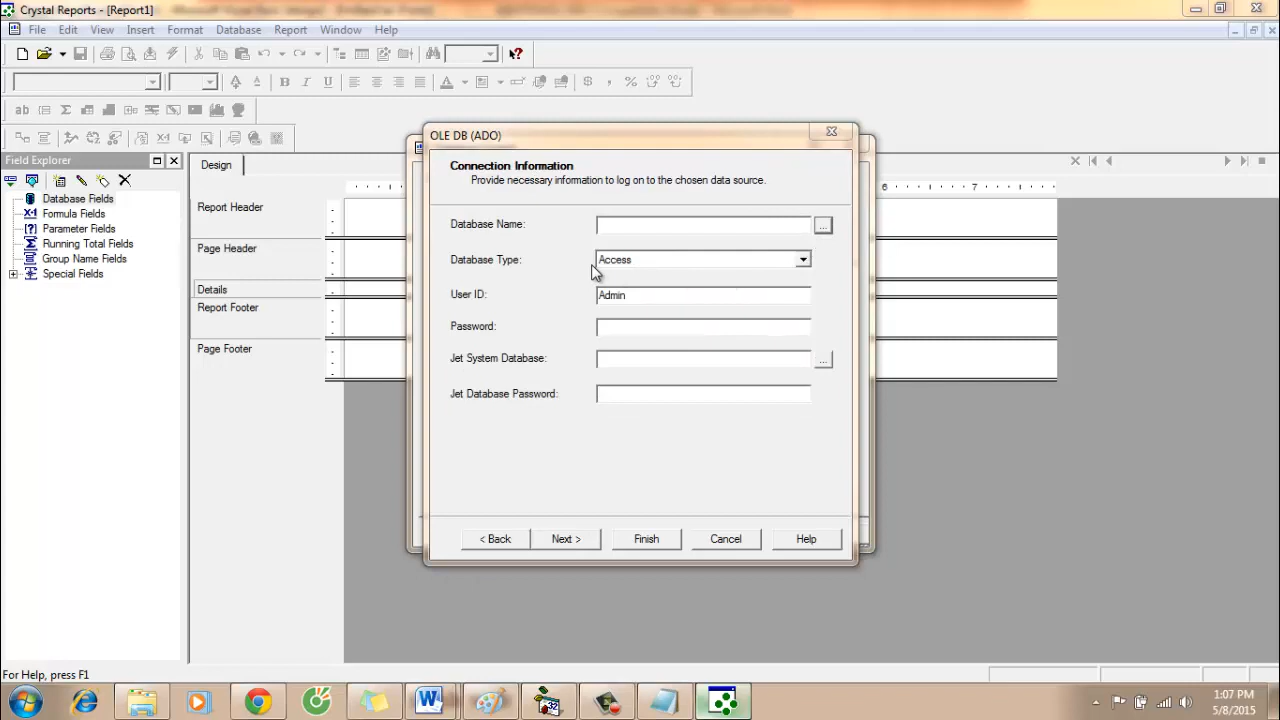 Crystal Reports - [Report1]
File Edit View Insert Format Database Report Window Help
Field Explorer
Design
Database Fields
Formula Fields
Parameter Fields
Running Total Fields
Group Name Fields
Special Fields
Report Header
Page Header
Details
Report Footer
Page Footer
6 7
OLE DB (ADO)
Connection Information
Provide necessary information to log on to the chosen data source.
Database Name:
...
Database Type:
Access
User ID:
Admin
Password:
Jet System Database:
...
Jet Database Password:
< Back Next > Finish Cancel Help
For Help, press F1
1:07 PM
5/8/2015